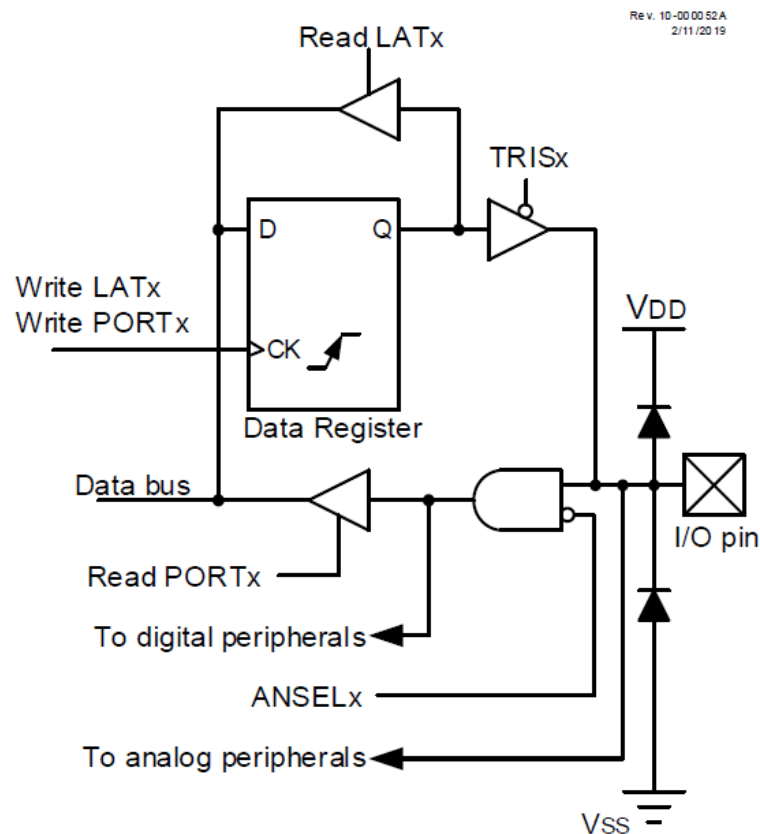 Rev. 10-000052A
2/11/2019
Read LATx
TRISx
D
Q
Write LATx
Write PORTx
CK
VDD
Data Register
Data bus
I/O pin
Read PORTx
To digital peripherals
ANSELx
To analog peripherals
VSS